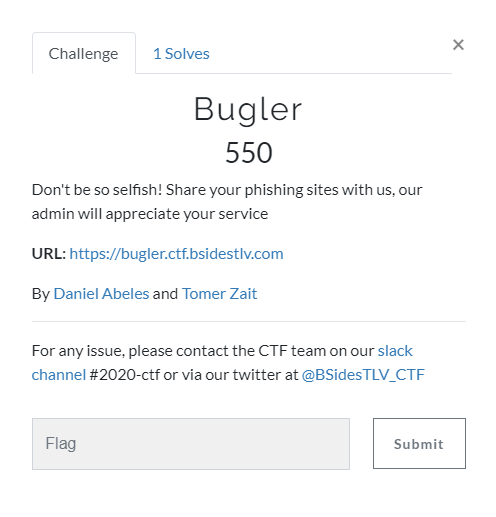 Challenge
1 Solves
×
Bugler
550
Don't be so selfish! Share your phishing sites with us, our
admin will appreciate your service
URL: https://bugler.ctf.bsidestlv.com
By Daniel Abeles and Tomer Zait
For any issue, please contact the CTF team on our slack
channel #2020-ctf or via our twitter at @BSidesTLV_CTF
Flag
Submit